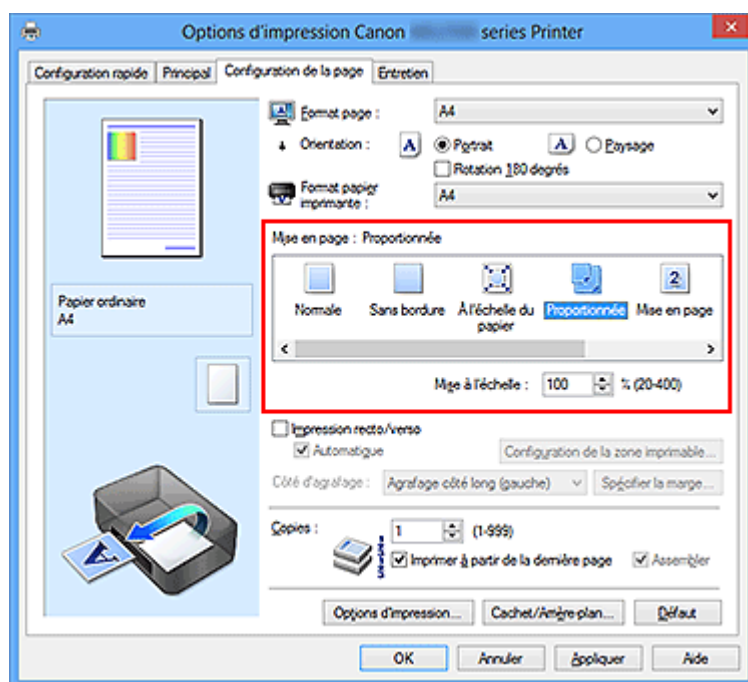 Options d'impression Canon series Printer
Configuration rapide Principal Configuration de la page Entretien
Format page : A4
Orientation : A Portrait A Paysage
Rotation 180 degrés
Format papier imprimante : A4
Mise en page : Proportionnée
Normale Sans bordure À l'échelle du papier Proportionnée 2 Mise en page
Mise à l'échelle : 100 % (20-400)
Papier ordinaire
A4
Impression recto/verso
Automatique Configuration de la zone imprimable...
Côté d'agrafage : Agrafage côté long (gauche) Spécifier la marge...
Copies : 1 (1-999)
Imprimer à partir de la dernière page Assembler
A
Options d'impression... Cachet/Arrière-plan... Défaut
OK Annuler Appliquer Aide